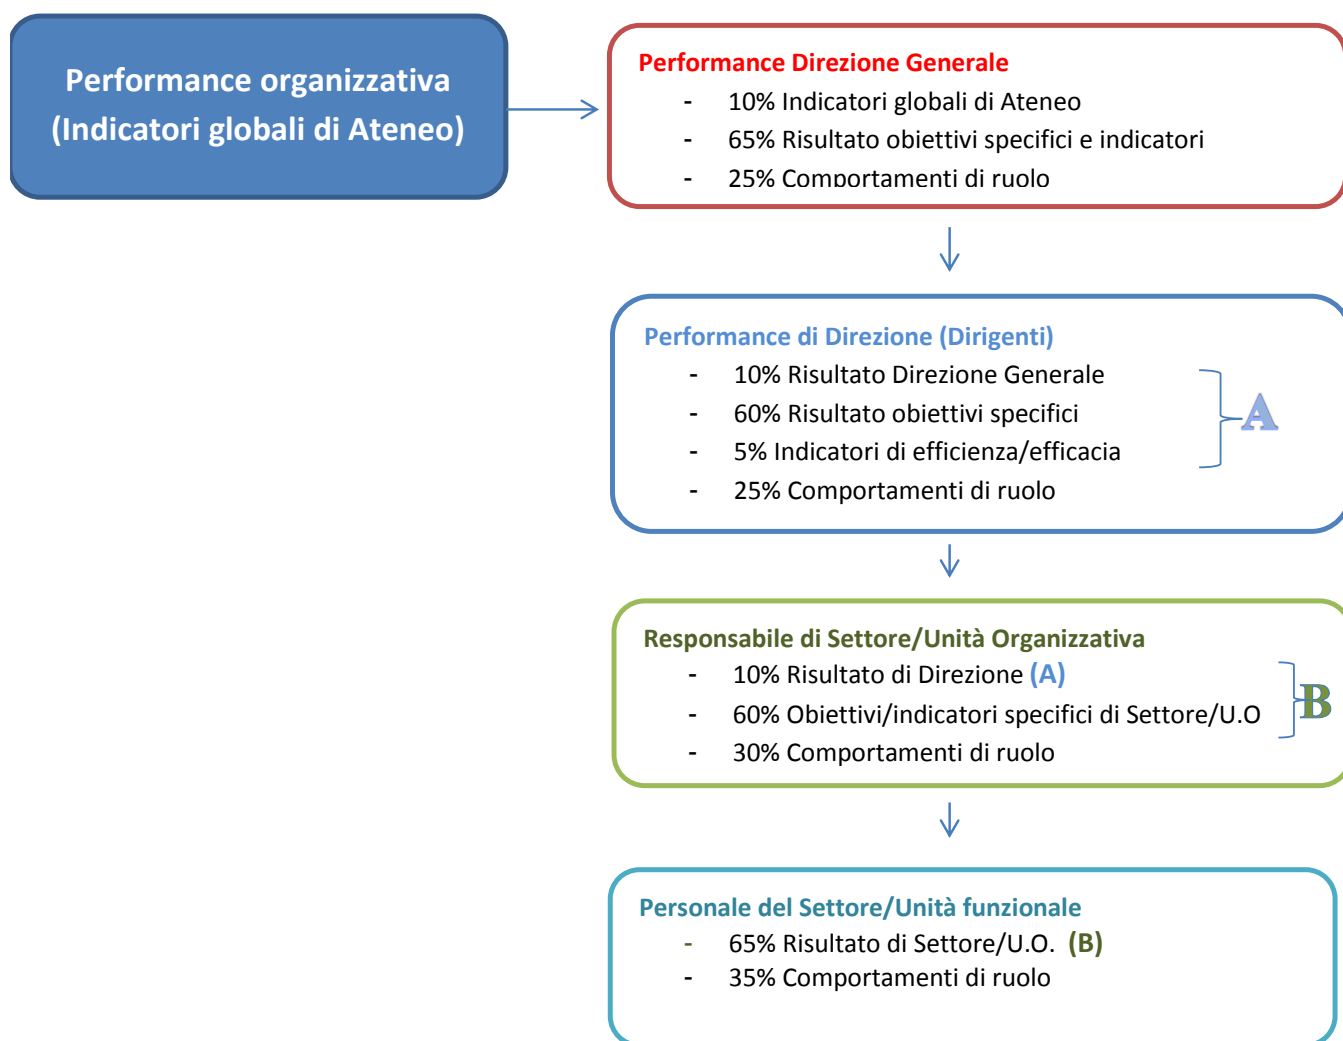 Performance organizzativa
(Indicatori globali di Ateneo)
Performance Direzione Generale
- 10% Indicatori globali di Ateneo
- 65% Risultato obiettivi specifici e indicatori
- 25% Comportamenti di ruolo
Performance di Direzione (Dirigenti)
- 10% Risultato Direzione Generale
- 60% Risultato obiettivi specifici
- 5% Indicatori di efficienza/efficacia
- 25% Comportamenti di ruolo
A
Responsabile di Settore/Unità Organizzativa
- 10% Risultato di Direzione (A)
- 60% Obiettivi/indicatori specifici di Settore/U.O
- 30% Comportamenti di ruolo
B
Personale del Settore/Unità funzionale
- 65% Risultato di Settore/U.O. (B)
- 35% Comportamenti di ruolo